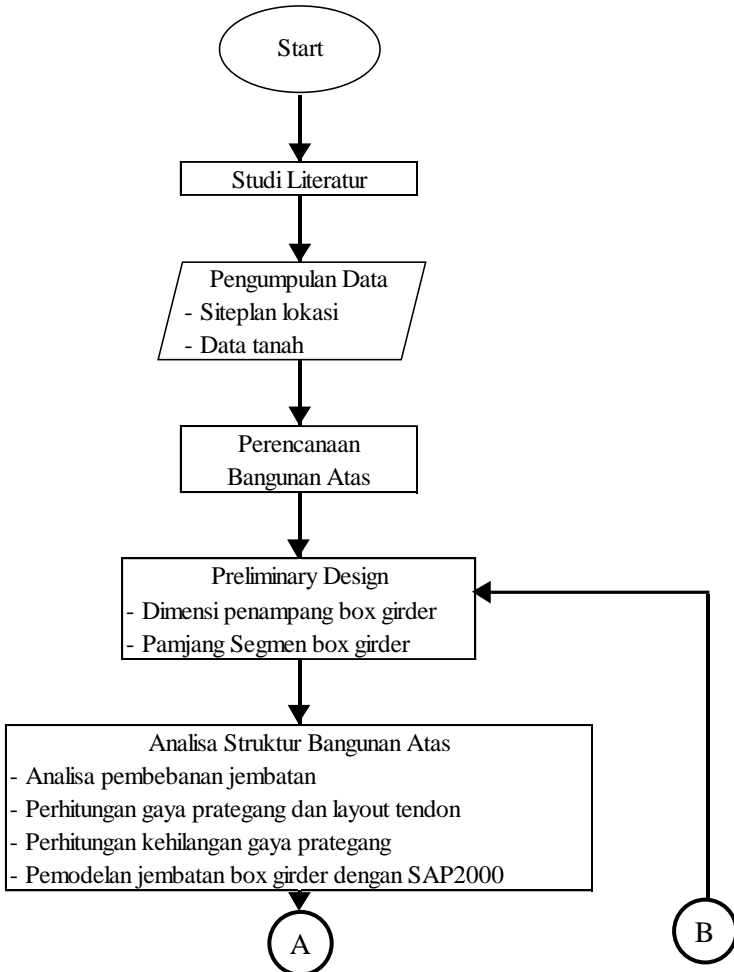 Start
Studi Literatur
Pengumpulan Data
- Siteplan lokasi
- Data tanah
Perencanaan
Bangunan Atas
Preliminary Design
- Dimensi penampang box girder
- Pamjang Segmen box girder
Analisa Struktur Bangunan Atas
- Analisa pembebanan jembatan
- Perhitungan gaya prategang dan layout tendon
- Perhitungan kehilangan gaya prategang
- Pemodelan jembatan box girder dengan SAP2000
A
B